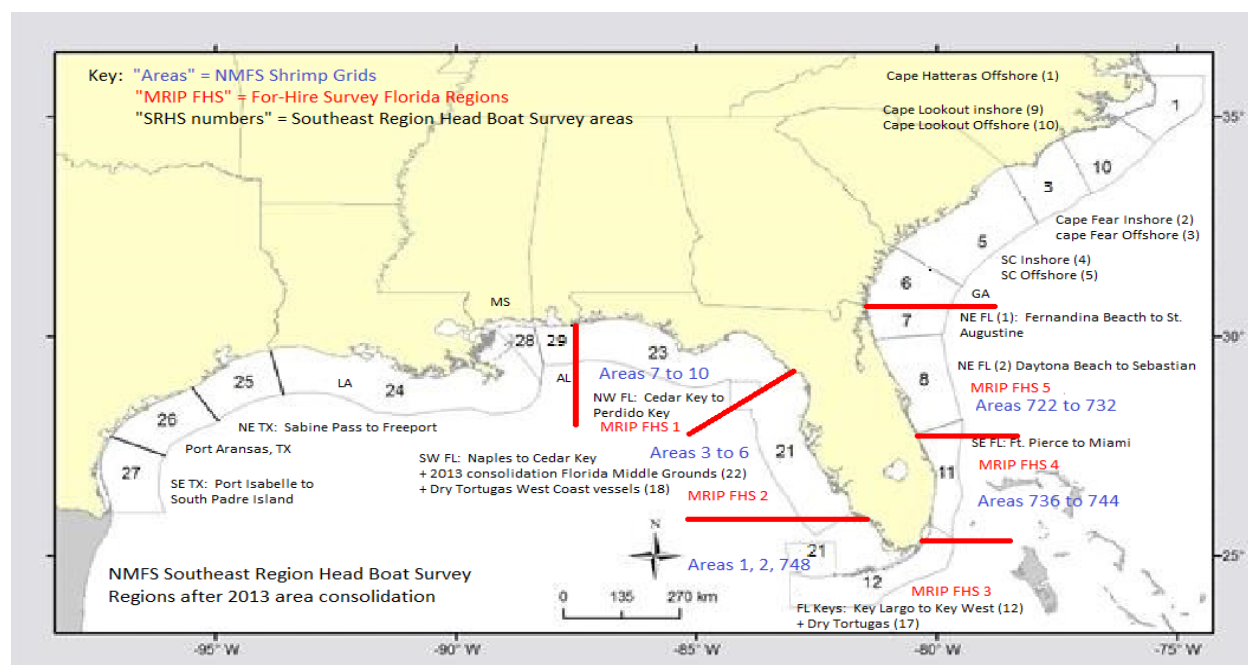 Key: "Areas" = NMFS Shrimp Grids
"MRIP FHS" = For-Hire Survey Florida Regions
"SRHS numbers" = Southeast Region Head Boat Survey areas
Cape Hatteras Offshore (1)
1
35°
35°
Cape Lookout inshore (9)
Cape Lookout Offshore (10)
10
3
Cape Fear Inshore (2)
cape Fear Offshore (3)
5
SC Inshore (4)
SC Offshore (5)
6
GA
MS
NE FL (1): Fernandina Beacth to St.
Augustine
7
30°
30°
28
29
23
AL
Areas 7 to 10
NW FL: Cedar Key to
Perdido Key
MRIP FHS 1
NE FL (2) Daytona Beach to Sebastian
8
MRIP FHS 5
Areas 722 to 732
25
LA
24
26
NE TX: Sabine Pass to Freeport
Port Aransas, TX
27
SE TX: Port Isabelle to
South Padre Island
SW FL: Naples to Cedar Key
+ 2013 consolidation Florida Middle Grounds (22)
+ Dry Tortugas West Coast vessels (18)
Areas 3 to 6
21
MRIP FHS 2
SE FL: Ft. Pierce to Miami
MRIP FHS 4
11
Areas 736 to 744
N
21
25°
25°
Areas 1, 2, 748
12
MRIP FHS 3
FL Keys: Key Largo to Key West (12)
+ Dry Tortugas (17)
NMFS Southeast Region Head Boat Survey
Regions after 2013 area consolidation
0 135 270 km
-95° W -90° W -85° W -80° W -75° W